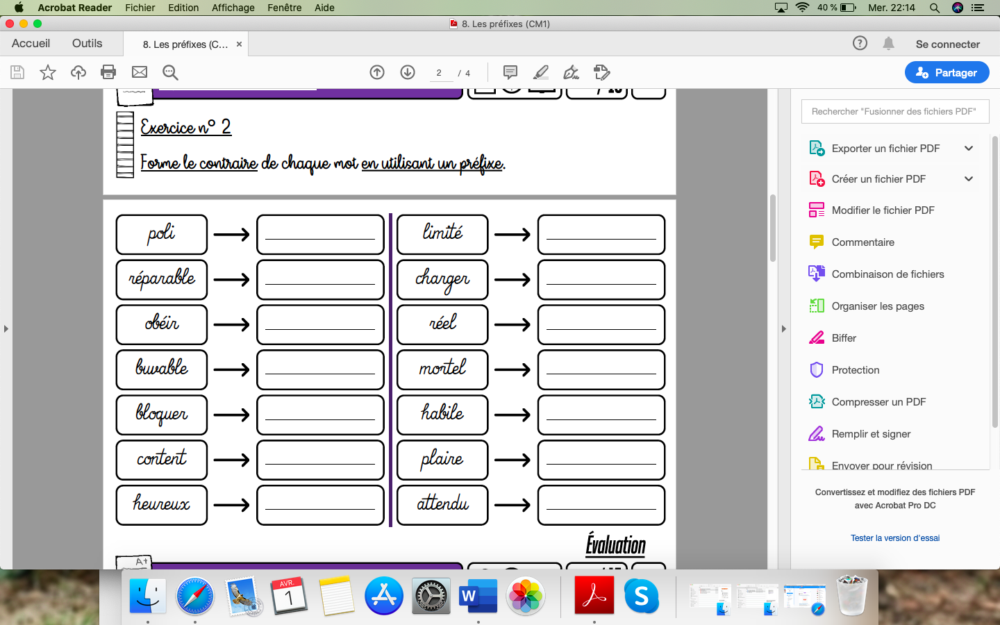 Acrobat Reader Fichier Edition Affichage Fenêtre Aide 40 % Mer. 22:14
8. Les préfixes (CM1)
Accueil Outils 8. Les préfixes (C... × ? Se connecter
2 / 4 Partager
Exercice n° 2
Forme le contraire de chaque mot en utilisant un préfixe.
poli limité
réparable charger
obéir réel
buvable mortel
bloquer habile
content plaire
heureux attendu
Évaluation
A+
Rechercher "Fusionner des fichiers PDF"
Exporter un fichier PDF
Créer un fichier PDF
Modifier le fichier PDF
Commentaire
Combinaison de fichiers
Organiser les pages
Biffer
Protection
Compresser un PDF
Remplir et signer
Envoyer pour révision
Convertissez et modifiez des fichiers PDF
avec Acrobat Pro DC
Tester la version d'essai
AVR.
1
W
S